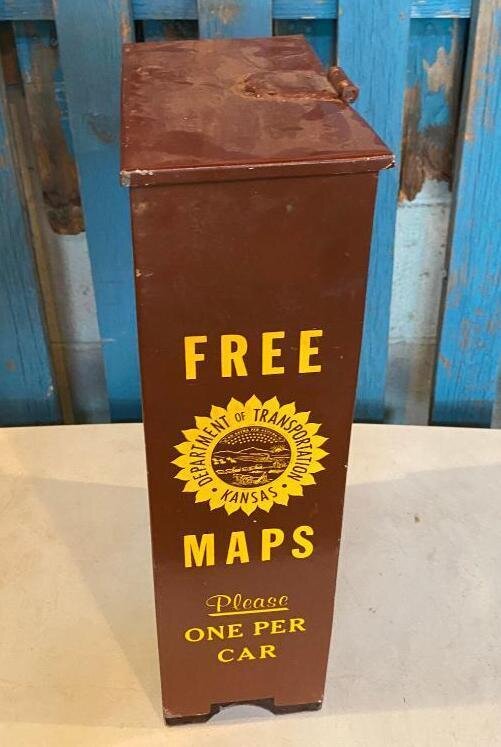 FREE
DEPARTMENT OF TRANSPORTATION
• KANSAS •
MAPS
Please
ONE PER
CAR